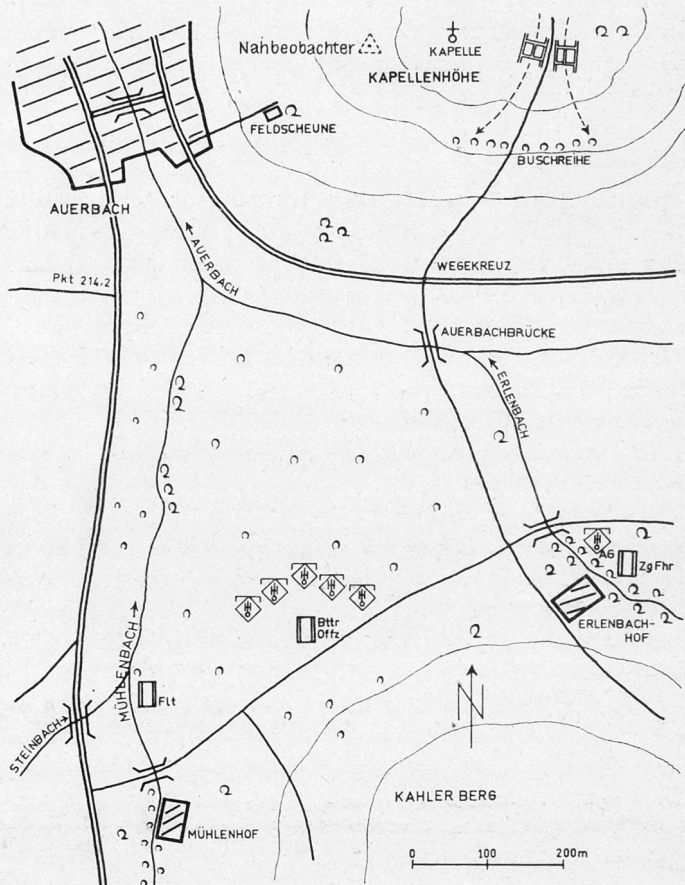 Nahbeobachter
KAPELLE
KAPELLENHÖHE
FELDSCHEUNE
BUSCHREIHE
AUERBACH
AUERBACH
WEGEKREUZ
Pkt 214,2
AUERBACHBRÜCKE
ERLENBACH
A6
Zg Fhr
ERLENBACH-
HOF
Bttr
Offz
MÜHLENBACH
Flt
STEINBACH
N
KAHLER BERG
MÜHLENHOF
0 100 200m